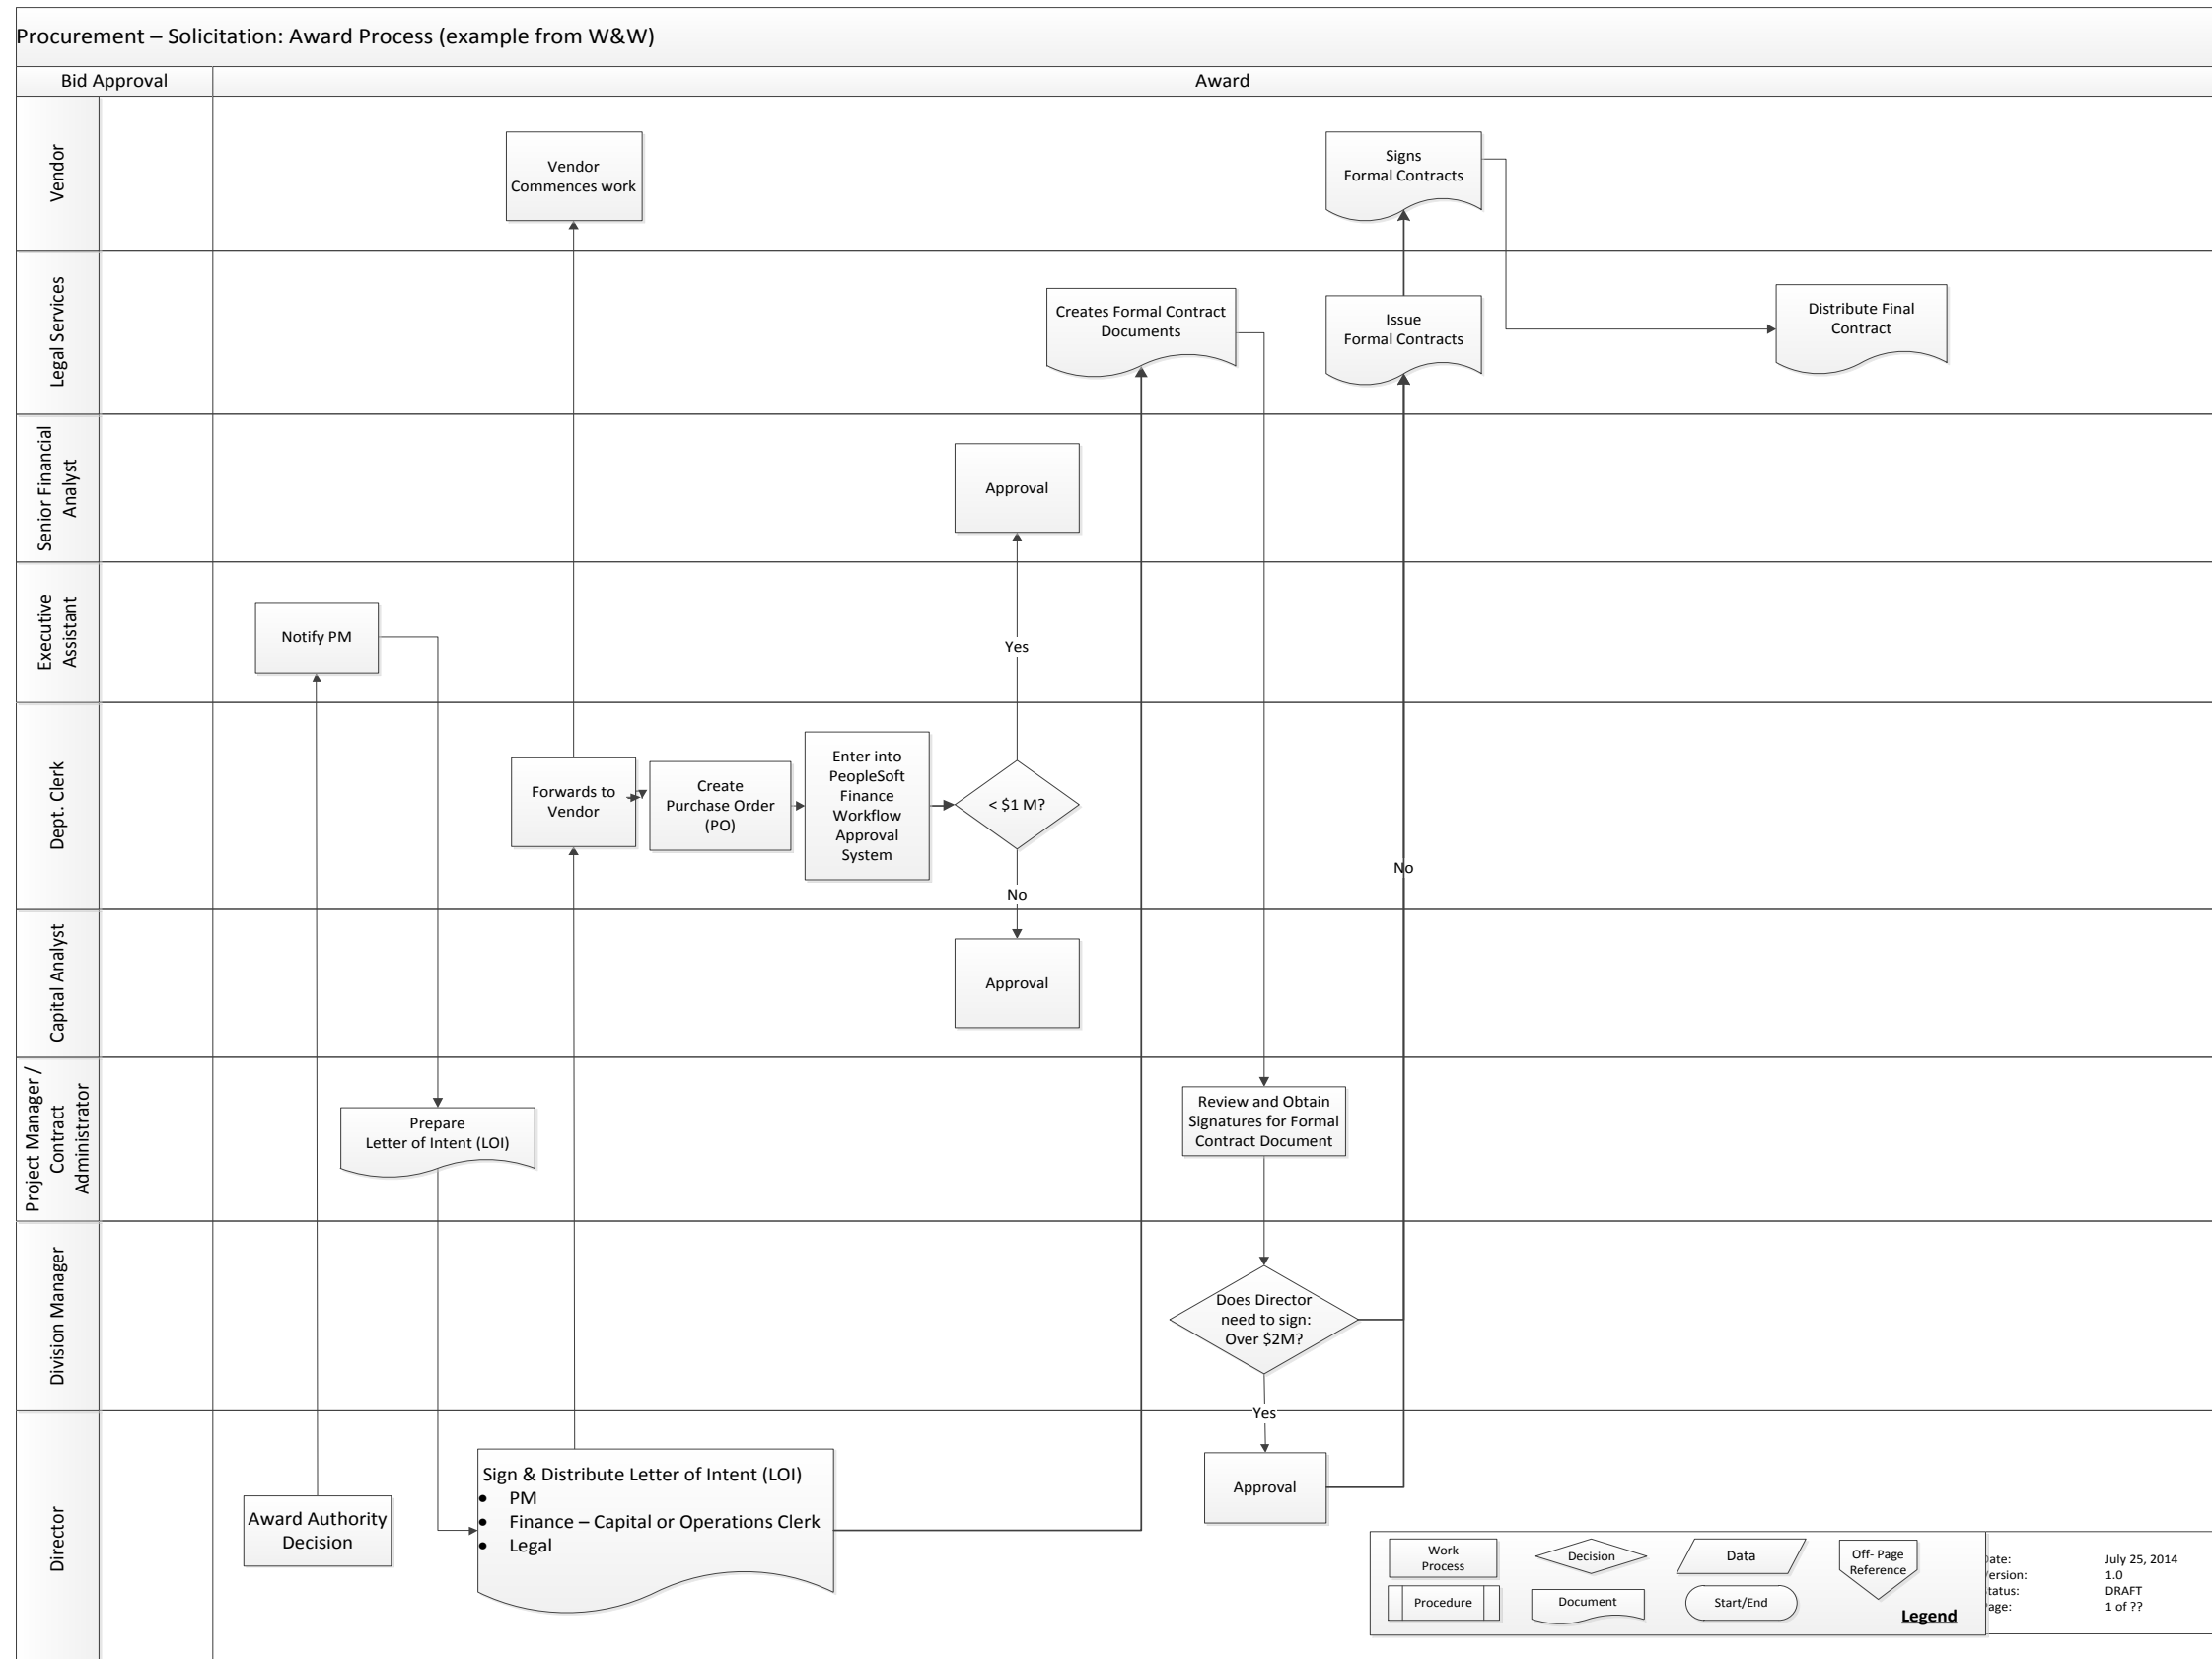 Procurement – Solicitation: Award Process (example from W&W)
Bid Approval
Award
Vendor
Vendor
Commences work
Signs
Formal Contracts
Legal Services
Creates Formal Contract
Documents
Issue
Formal Contracts
Distribute Final
Contract
Senior Financial
Analyst
Approval
Executive
Assistant
Notify PM
Yes
Dept. Clerk
Forwards to
Vendor
Create
Purchase Order
(PO)
Enter into
PeopleSoft
Finance
Workflow
Approval
System
< $1 M?
No
No
Capital Analyst
Approval
Project Manager /
Contract
Administrator
Prepare
Letter of Intent (LOI)
Review and Obtain
Signatures for Formal
Contract Document
Division Manager
Does Director
need to sign:
Over $2M?
Yes
Director
Award Authority
Decision
Sign & Distribute Letter of Intent (LOI)
• PM
• Finance – Capital or Operations Clerk
• Legal
Approval
Work
Process
Decision
Data
Off- Page
Reference
Procedure
Document
Start/End
Legend
ate: July 25, 2014
ersion: 1.0
tatus: DRAFT
age: 1 of ??